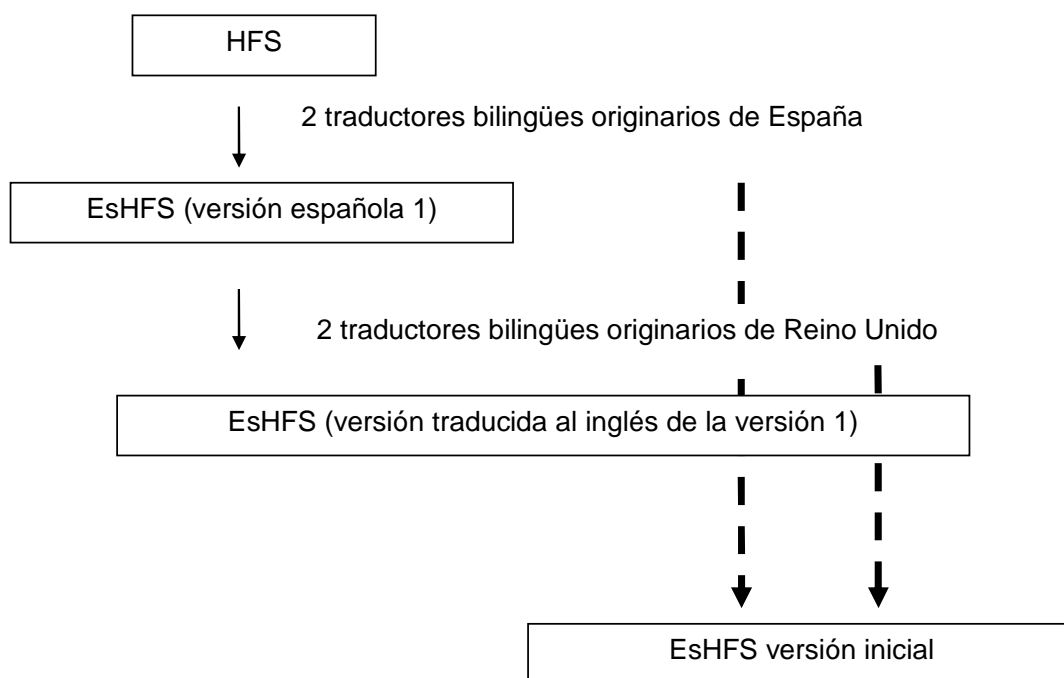 HFS
2 traductores bilingües originarios de España
EsHFS (versión española 1)
2 traductores bilingües originarios de Reino Unido
EsHFS (versión traducida al inglés de la versión 1)
EsHFS versión inicial